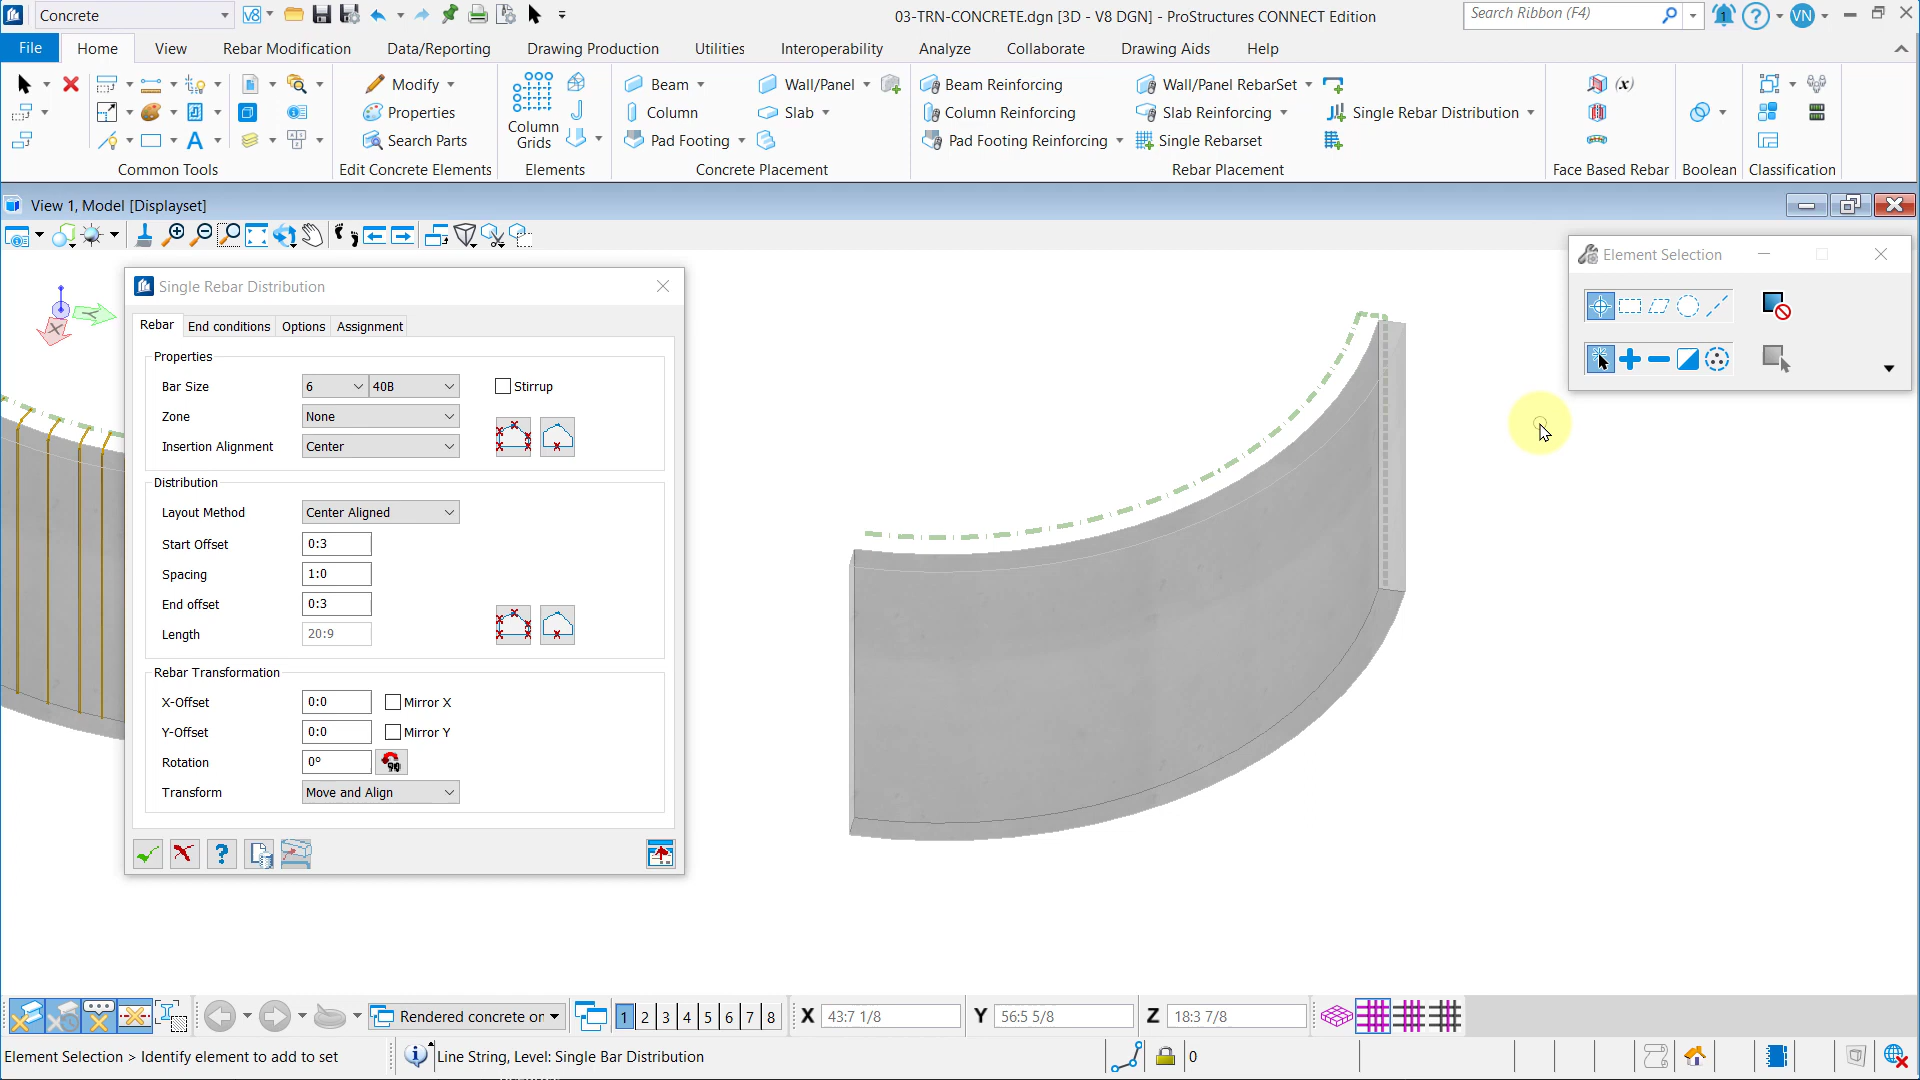 Concrete
V8
03-TRN-CONCRETE.dgn [3D - V8 DGN] - ProStructures CONNECT Edition
Search Ribbon (F4)
1
VN
File
Home
View
Rebar Modification
Data/Reporting
Drawing Production
Utilities
Interoperability
Analyze
Collaborate
Drawing Aids
Help
Modify
Properties
Search Parts
Column Grids
Beam
Column
Pad Footing
Wall/Panel
Slab
Beam Reinforcing
Column Reinforcing
Pad Footing Reinforcing
Wall/Panel RebarSet
Slab Reinforcing
Single Rebarset
Single Rebar Distribution
(x)
Common Tools
Edit Concrete Elements
Elements
Concrete Placement
Rebar Placement
Face Based Rebar
Boolean
Classification
View 1, Model [Displayset]
Y
X
Single Rebar Distribution
Rebar
End conditions
Options
Assignment
Properties
Bar Size
6
40B
Stirrup
Zone
None
Insertion Alignment
Center
Distribution
Layout Method
Center Aligned
Start Offset
0:3
Spacing
1:0
End offset
0:3
Length
20:9
Rebar Transformation
X-Offset
0:0
Mirror X
Y-Offset
0:0
Mirror Y
Rotation
0°
90
Transform
Move and Align
Element Selection
Rendered concrete or
1 2 3 4 5 6 7 8
X
43:7 1/8
Y
56:5 5/8
Z
18:3 7/8
Element Selection > Identify element to add to set
Line String, Level: Single Bar Distribution
0